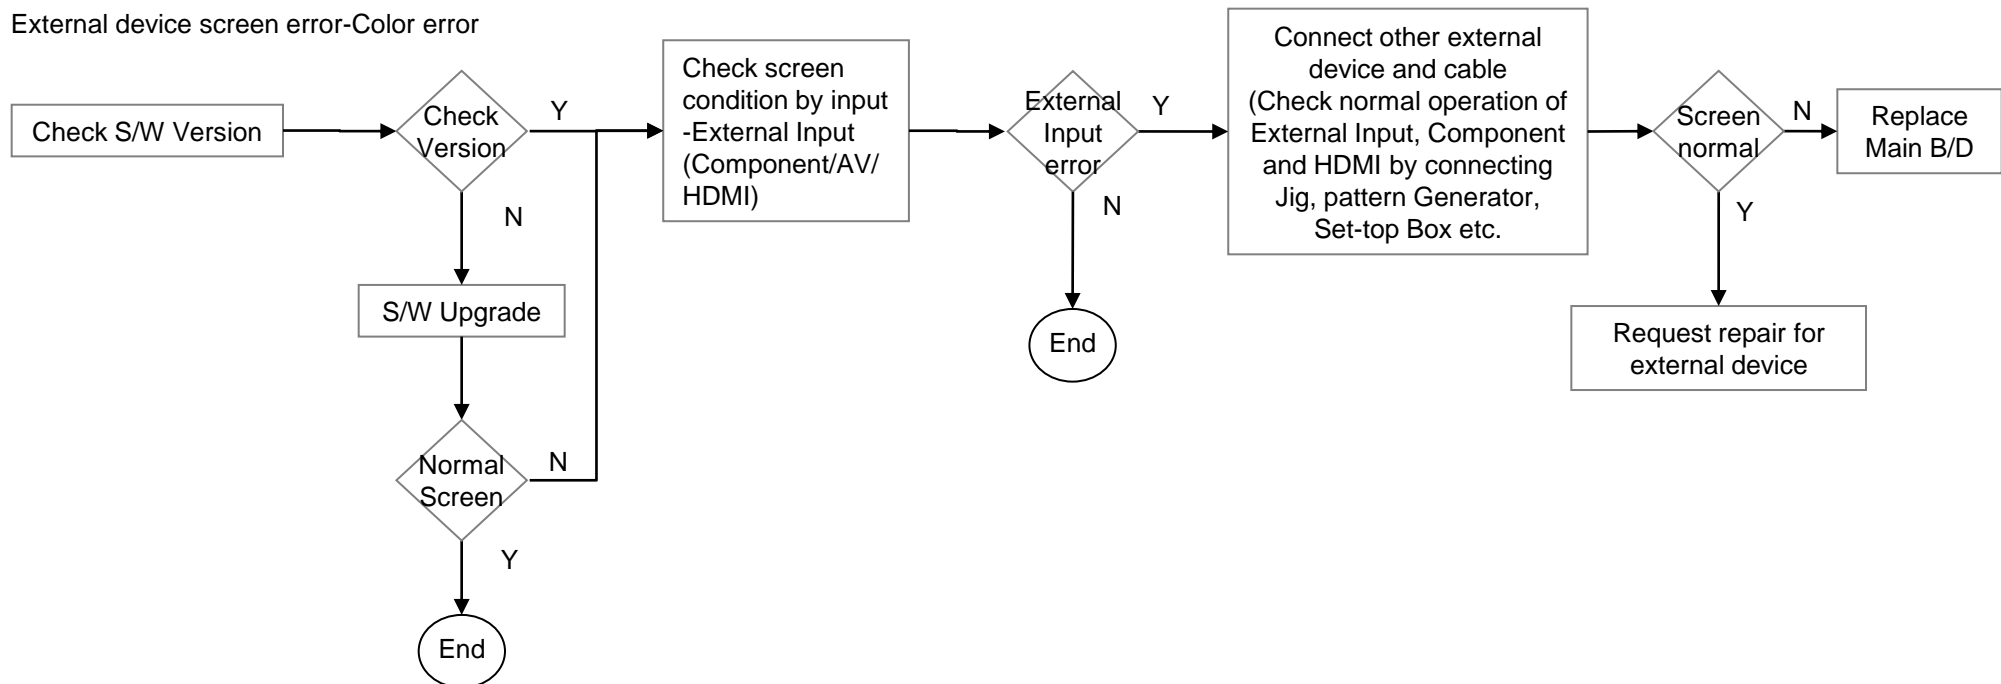 External device screen error-Color error
Check S/W Version
Check
Version
Y
N
S/W Upgrade
Normal
Screen
N
Y
End
Check screen
condition by input
-External Input
(Component/AV/
HDMI)
External
Input
error
Y
N
End
Connect other external
device and cable
(Check normal operation of
External Input, Component
and HDMI by connecting
Jig, pattern Generator,
Set-top Box etc.
Screen
normal
N
Y
Replace
Main B/D
Request repair for
external device